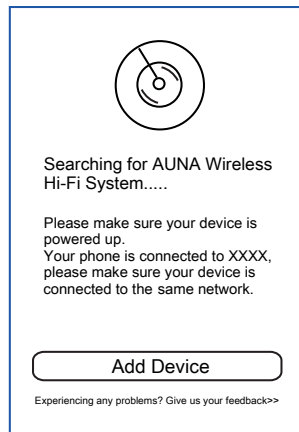 Searching for AUNA Wireless
Hi-Fi System.....
Please make sure your device is
powered up.
Your phone is connected to XXXX,
please make sure your device is
connected to the same network.
Add Device
Experiencing any problems? Give us your feedback>>